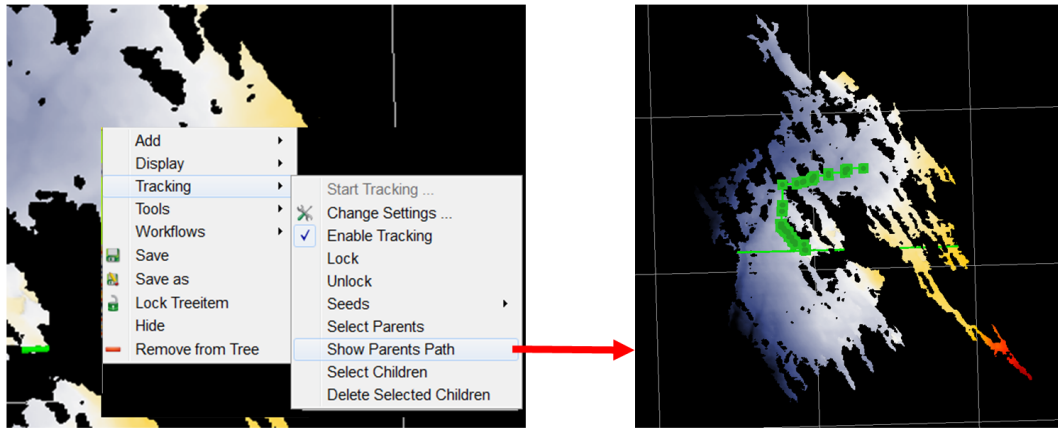 Add
Display
Tracking
Tools
Workflows
Save
Save as
Lock Treeitem
Hide
Remove from Tree
Start Tracking ...
Change Settings ...
Enable Tracking
Lock
Unlock
Seeds
Select Parents
Show Parents Path
Select Children
Delete Selected Children